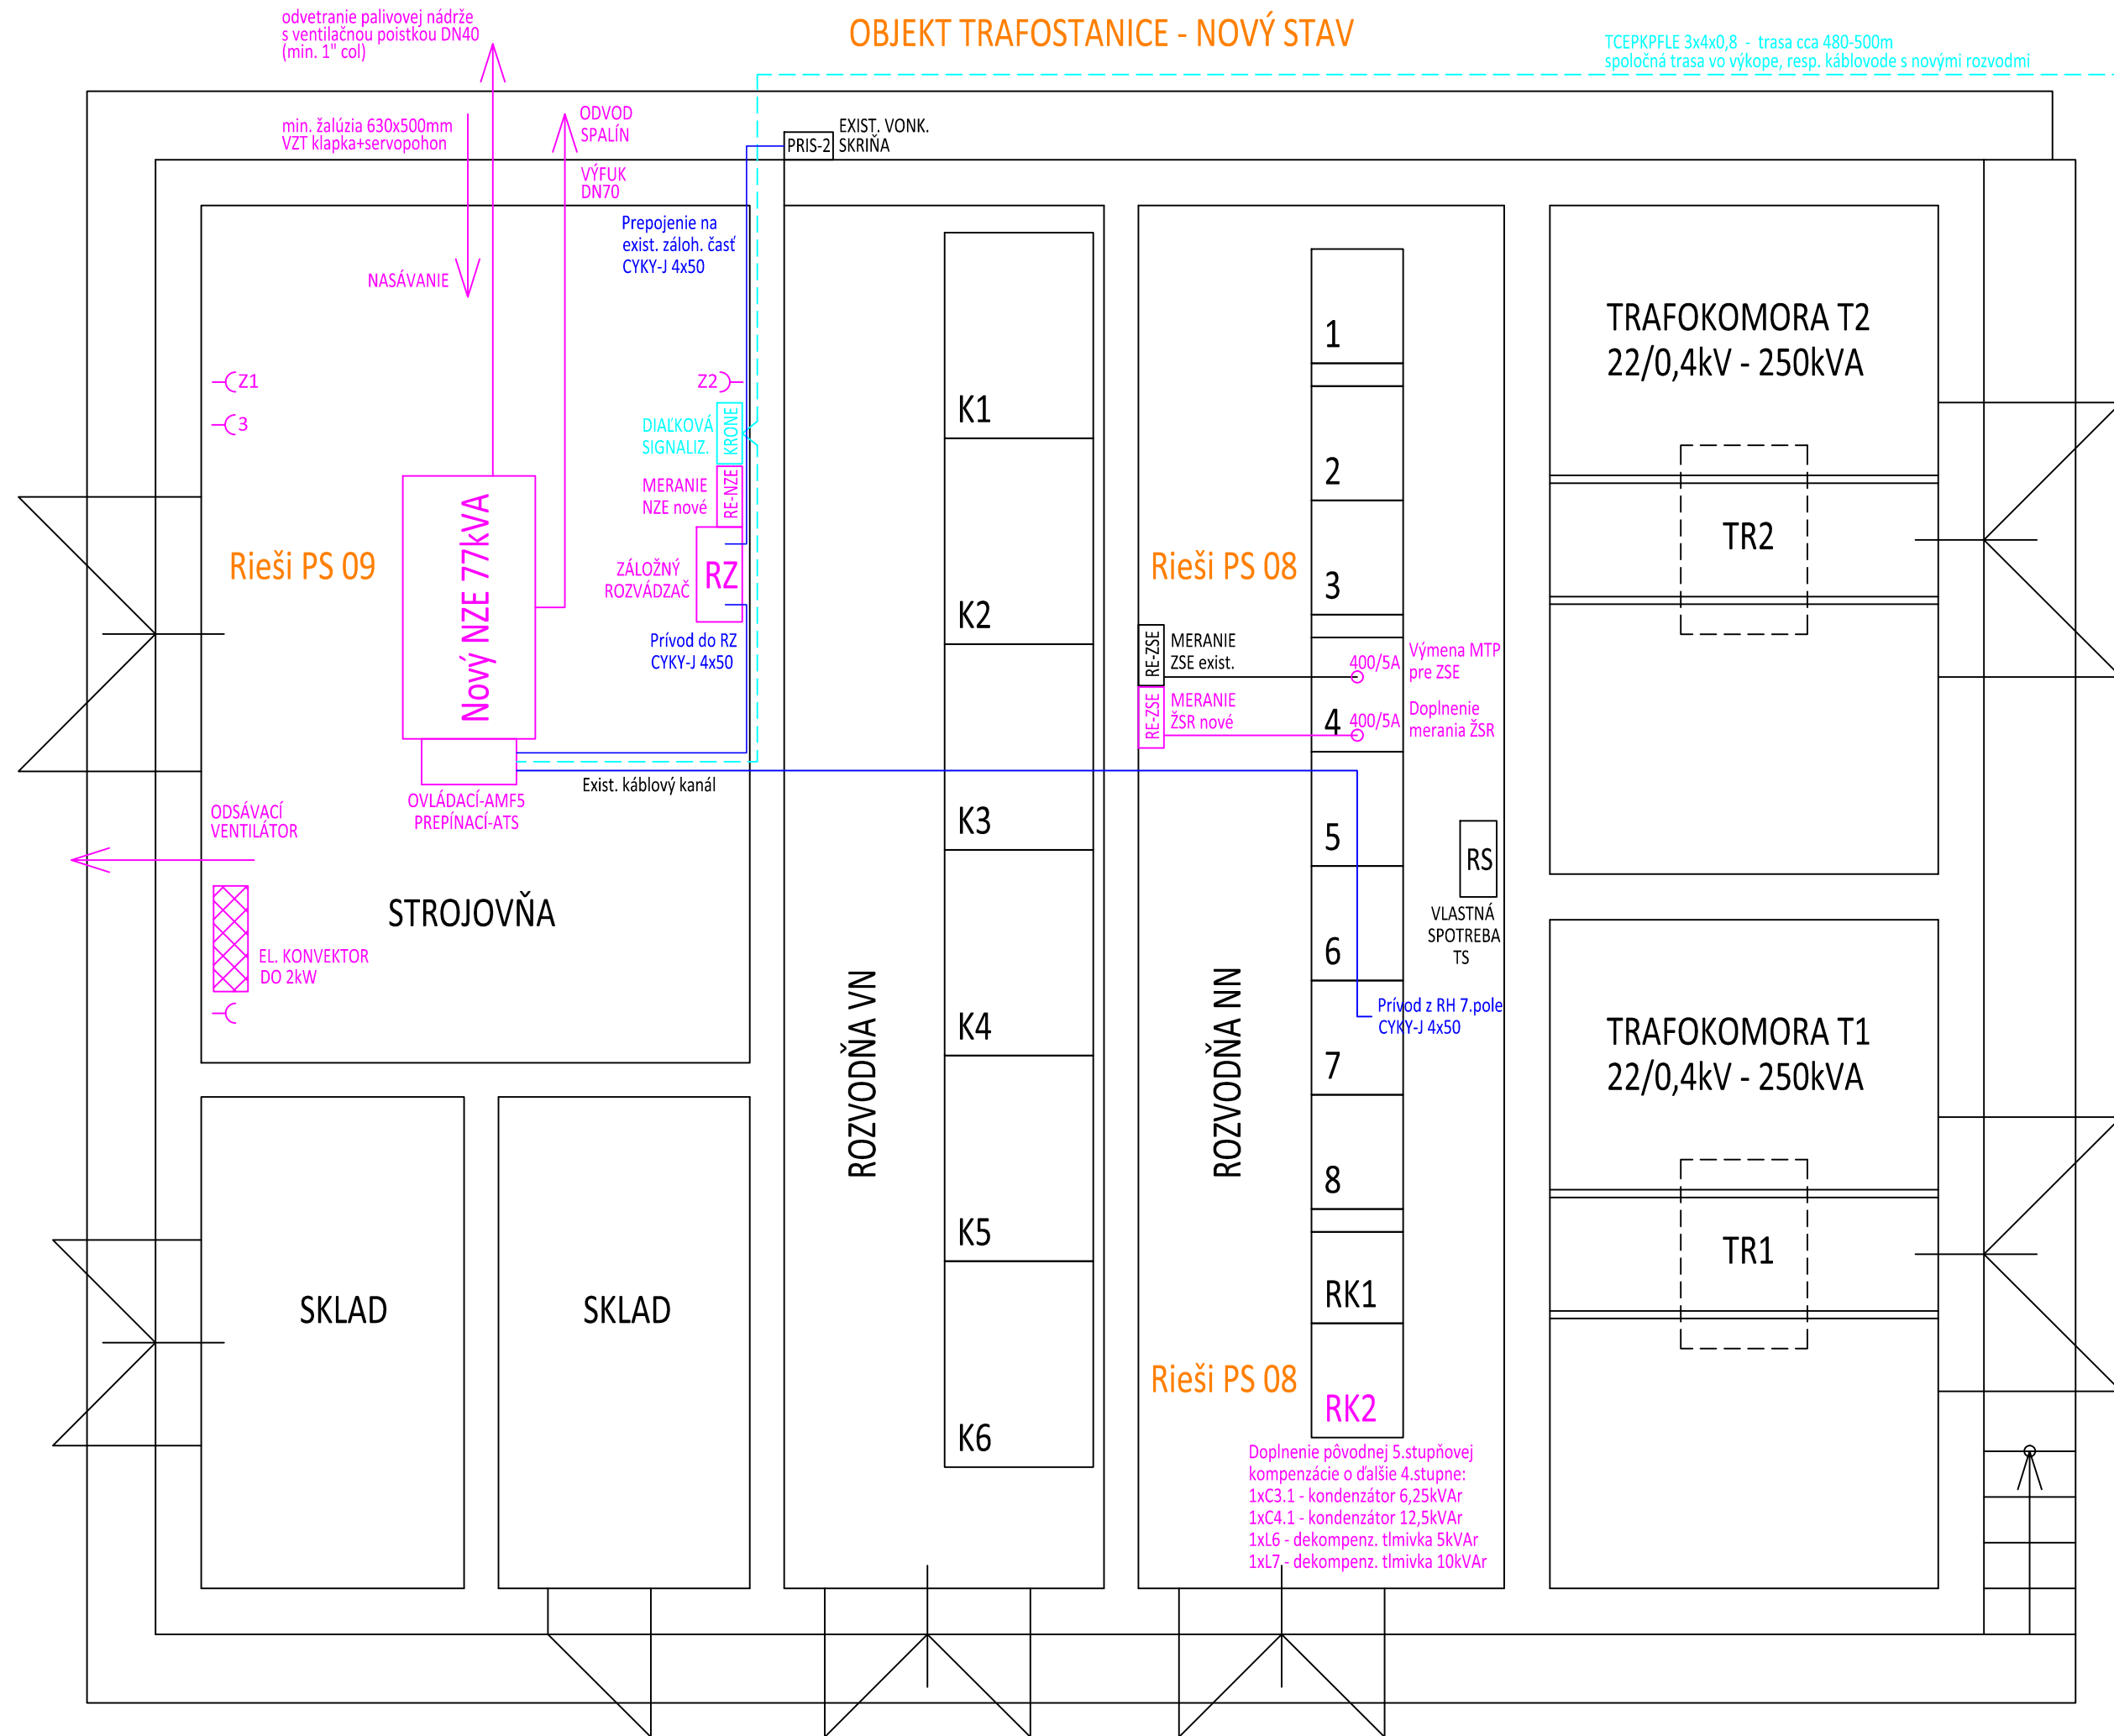 OBJEKT TRAFOSTANICE - NOVÝ STAV
odvetranie palivovej nádrže
s ventilačnou poistkou DN40
(min. 1" col)
TCEPKPFLE 3x4x0,8 - trasa cca 480-500m
spoločná trasa vo výkope, resp. káblovode s novými rozvodmi
min. žalúzia 630x500mm
VZT klapka+servopohon
ODVOD
SPALÍN
VÝFUK
DN70
NASÁVANIE
PRIS-2
EXIST. VONK.
SKRIŇA
Prepojenie na
exist. záloh. časť
CYKY-J 4x50
Z1
3
Z2
DIAĽKOVÁ
SIGNALIZ.
KRONE
MERANIE
NZE nové
RE-NZE
Rieši PS 09
Nový NZE 77kVA
ZÁLOŽNÝ
ROZVÁDZAČ
RZ
Prívod do RZ
CYKY-J 4x50
Exist. káblový kanál
OVLÁDACÍ-AMF5
PREPÍNACÍ-ATS
ODSÁVACÍ
VENTILÁTOR
STROJOVŇA
EL. KONVEKTOR
DO 2kW
SKLAD
SKLAD
ROZVODŇA VN
K1
K2
K3
K4
K5
K6
ROZVODŇA NN
Rieši PS 08
RE-ZSE
MERANIE
ZSE exist.
RE-ZSE
MERANIE
ŽSR nové
1
2
3
4
5
6
7
8
RK1
RK2
400/5A
Výmena MTP
pre ZSE
400/5A
Doplnenie
merania ŽSR
RS
VLASTNÁ
SPOTREBA
TS
Prívod z RH 7.pole
CYKY-J 4x50
Rieši PS 08
Doplnenie pôvodnej 5.stupňovej
kompenzácie o ďalšie 4.stupne:
1xC3.1 - kondenzátor 6,25kVAr
1xC4.1 - kondenzátor 12,5kVAr
1xL6 - dekompenz. tlmivka 5kVAr
1xL7 - dekompenz. tlmivka 10kVAr
TRAFOKOMORA T2
22/0,4kV - 250kVA
TR2
TRAFOKOMORA T1
22/0,4kV - 250kVA
TR1